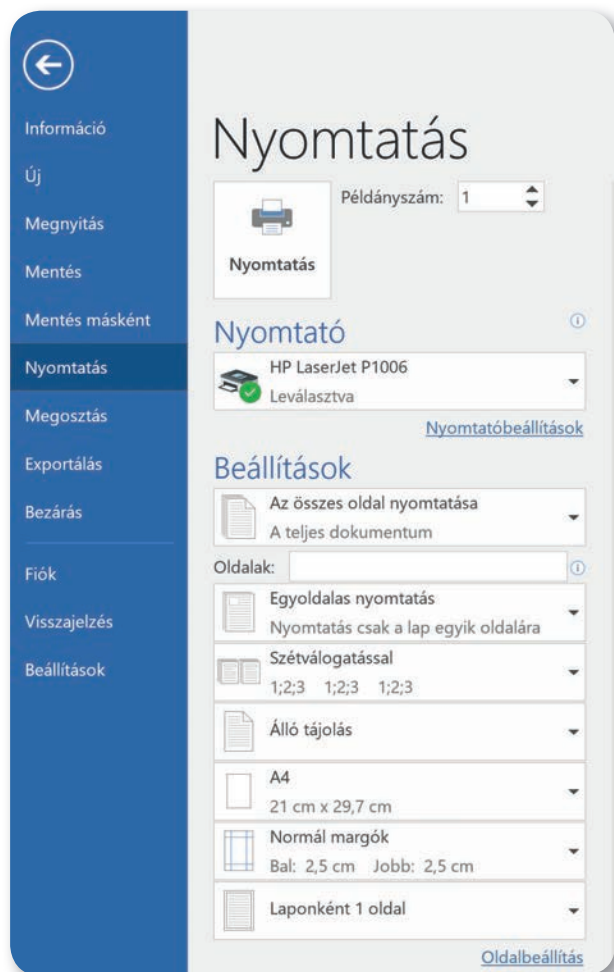 Információ
Új
Megnyitás
Mentés
Mentés másként
Nyomtatás
Megosztás
Exportálás
Bezárás
Fiók
Visszajelzés
Beállítások
Nyomtatás
Példányszám: 1
Nyomtatás
Nyomtató
HP LaserJet P1006
Leválasztva
Nyomtatóbeállítások
Beállítások
Az összes oldal nyomtatása
A teljes dokumentum
Oldalak:
Egyoldalas nyomtatás
Nyomtatás csak a lap egyik oldalára
Szétválogatással
1;2;3 1;2;3 1;2;3
Álló tájolás
A4
21 cm x 29,7 cm
Normál margók
Bal: 2,5 cm Jobb: 2,5 cm
Laponként 1 oldal
Oldalbeállítás